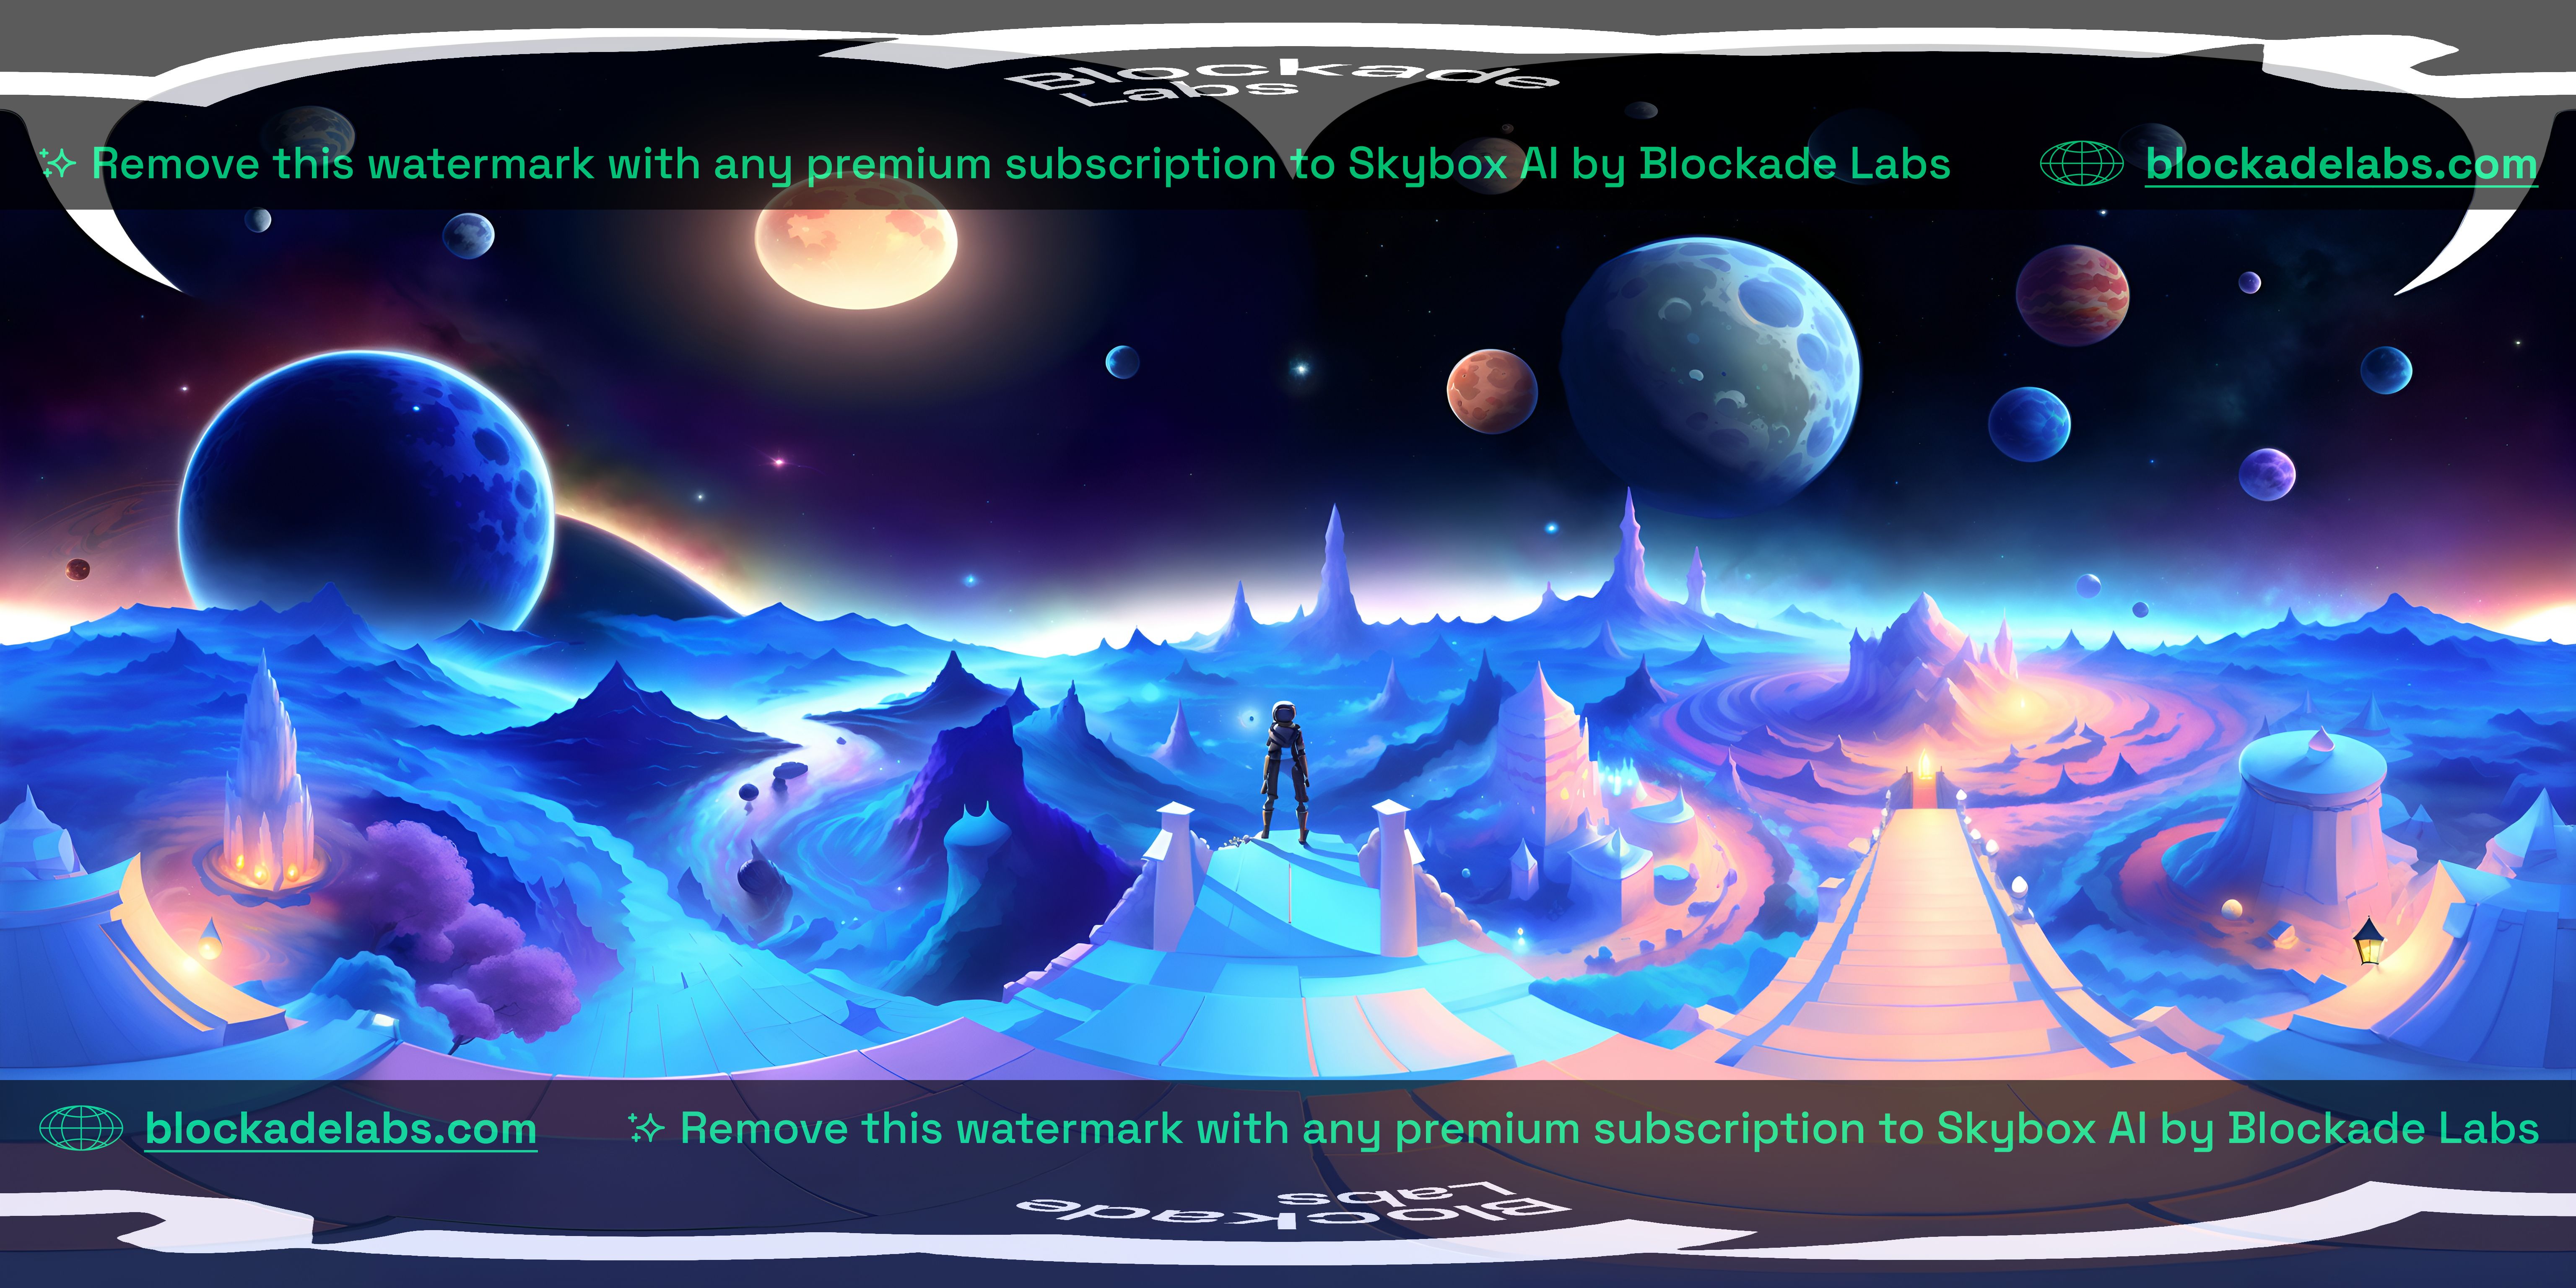 Blockade
Labs
Remove this watermark with any premium subscription to Skybox AI by Blockade Labs
blockadelabs.com
blockadelabs.com
Remove this watermark with any premium subscription to Skybox AI by Blockade Labs
Labs
Blockade